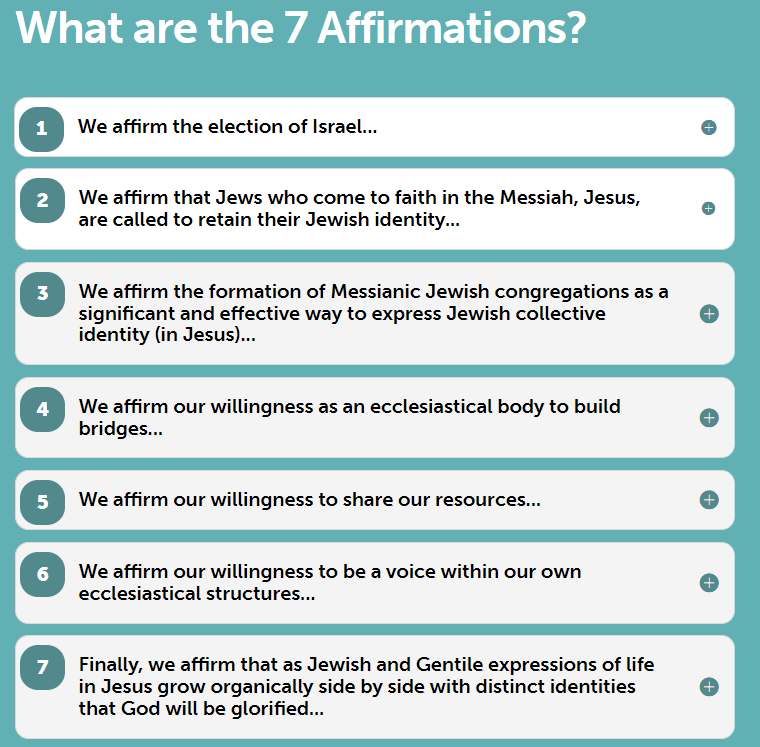 What are the 7 Affirmations?
1
We affirm the election of Israel...
2
We affirm that Jews who come to faith in the Messiah, Jesus,
are called to retain their Jewish identity...
3
We affirm the formation of Messianic Jewish congregations as a
significant and effective way to express Jewish collective
identity (in Jesus)...
4
We affirm our willingness as an ecclesiastical body to build
bridges...
5
We affirm our willingness to share our resources...
6
We affirm our willingness to be a voice within our own
ecclesiastical structures...
7
Finally, we affirm that as Jewish and Gentile expressions of life
in Jesus grow organically side by side with distinct identities
that God will be glorified...